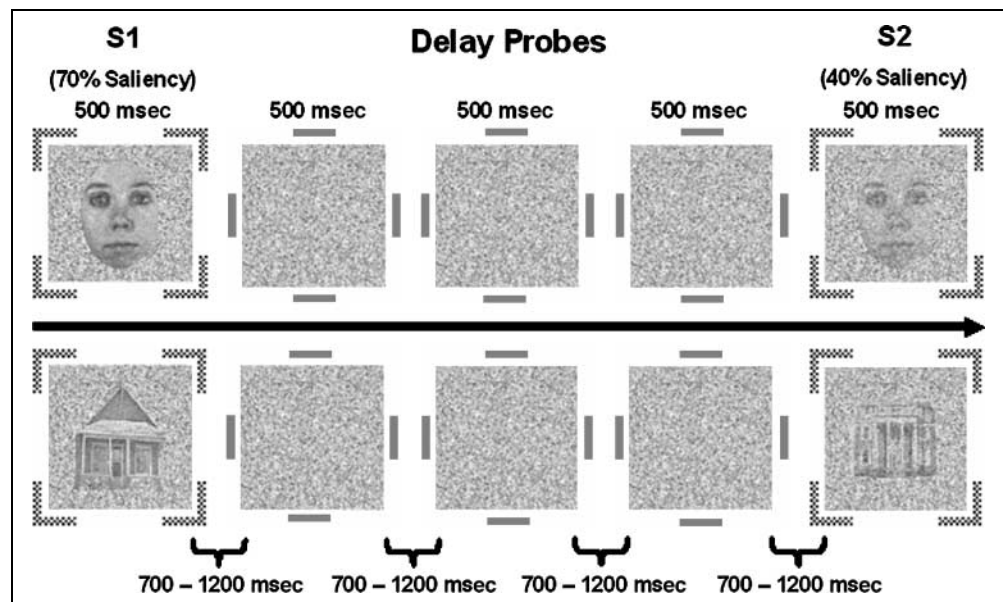 S1 Delay Probes S2
(70% Saliency) (40% Saliency)
500 msec 500 msec 500 msec 500 msec 500 msec
700 – 1200 msec 700 – 1200 msec 700 – 1200 msec 700 – 1200 msec